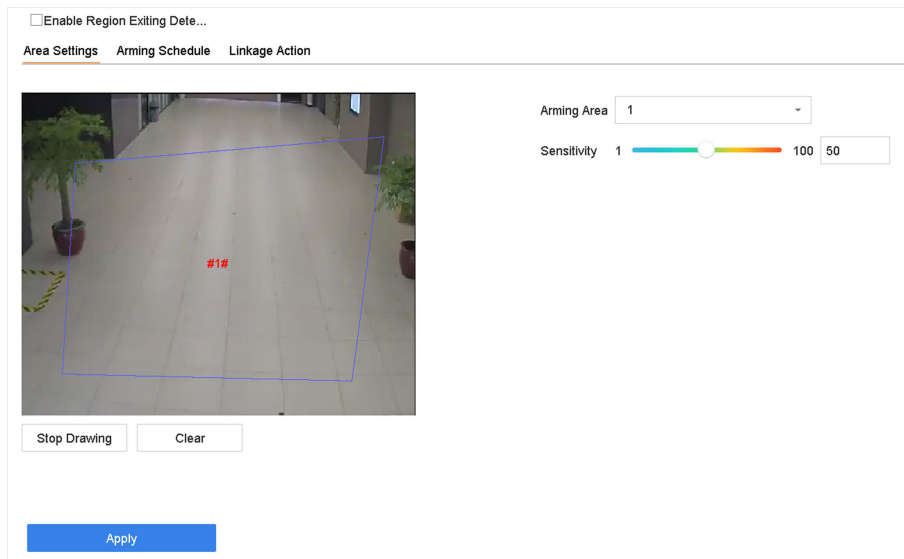 Enable Region Exiting Dete...
Area Settings Arming Schedule Linkage Action
Arming Area 1
Sensitivity 1 100 50
#1#
Stop Drawing Clear
Apply